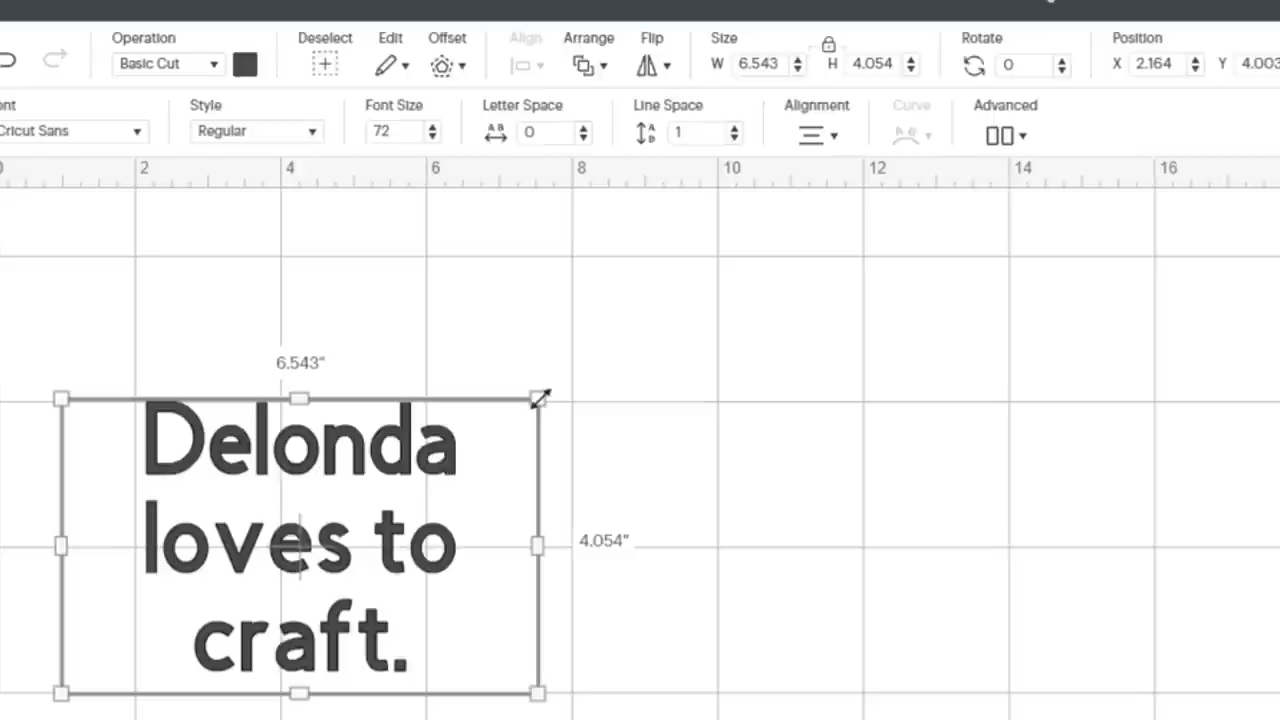 Operation Deselect Edit Offset Align Arrange Flip Size Rotate Position
Basic Cut W 6.543 H 4.054 0 X 2.164 Y 4.003
Style Font Size Letter Space Line Space Alignment Curve Advanced
Cricut Sans Regular 72 0 1
2 4 6 8 10 12 14 16
6.543"
Delonda
loves to
4.054"
craft.